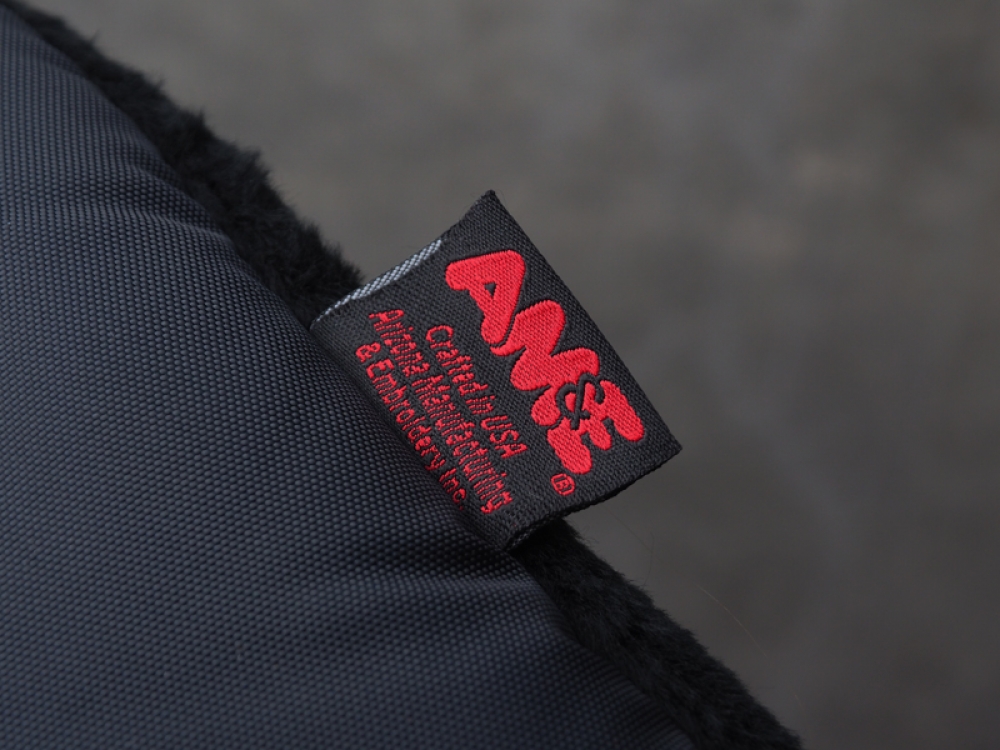 AM&E
®
Crafted in USA
Arizona Manufacturing
& Embroidery, Inc.